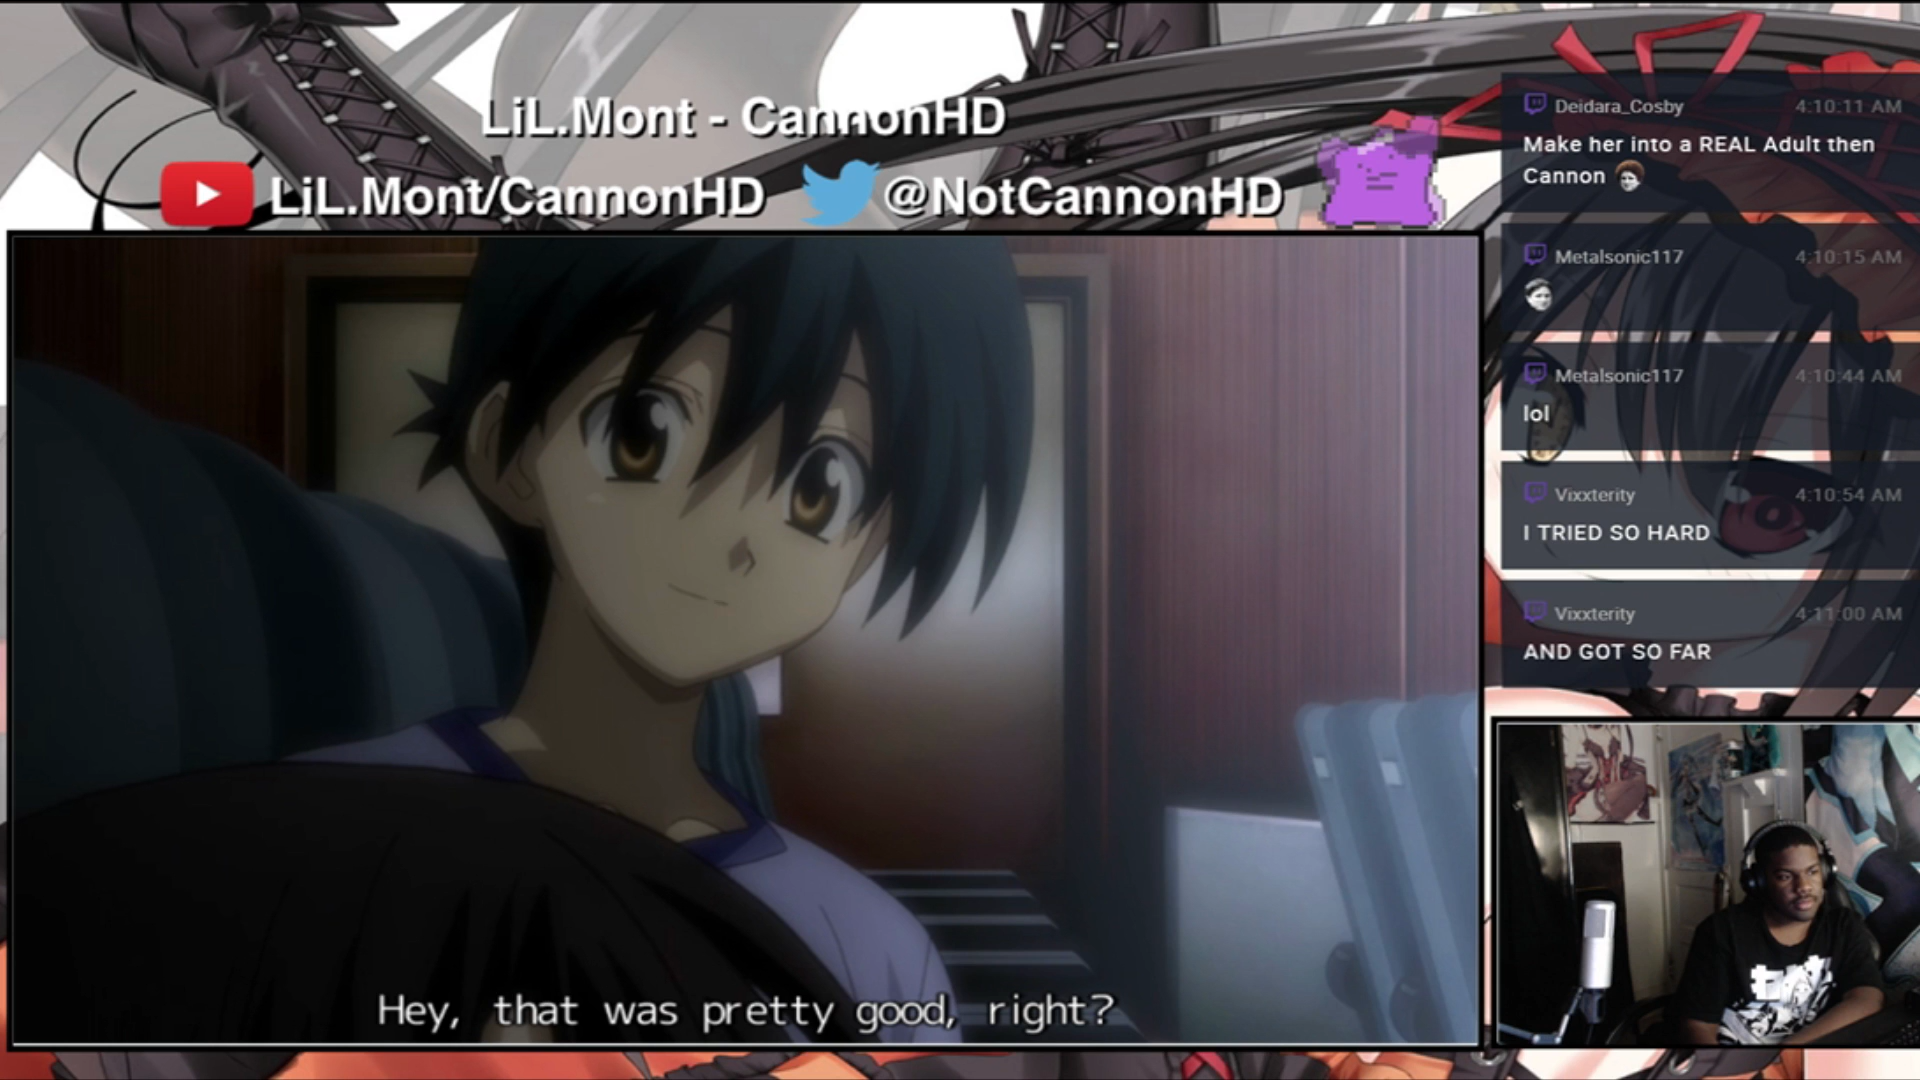 LiL.Mont - CannonHD
LiL.Mont/CannonHD @NotCannonHD
Deidara_Cosby 4:10:11 AM
Make her into a REAL Adult then
Cannon
Metalsonic117 4:10:15 AM
Metalsonic117 4:10:44 AM
lol
Vixxterity 4:10:54 AM
I TRIED SO HARD
Vixxterity 4:11:00 AM
AND GOT SO FAR
Hey, that was pretty good, right?